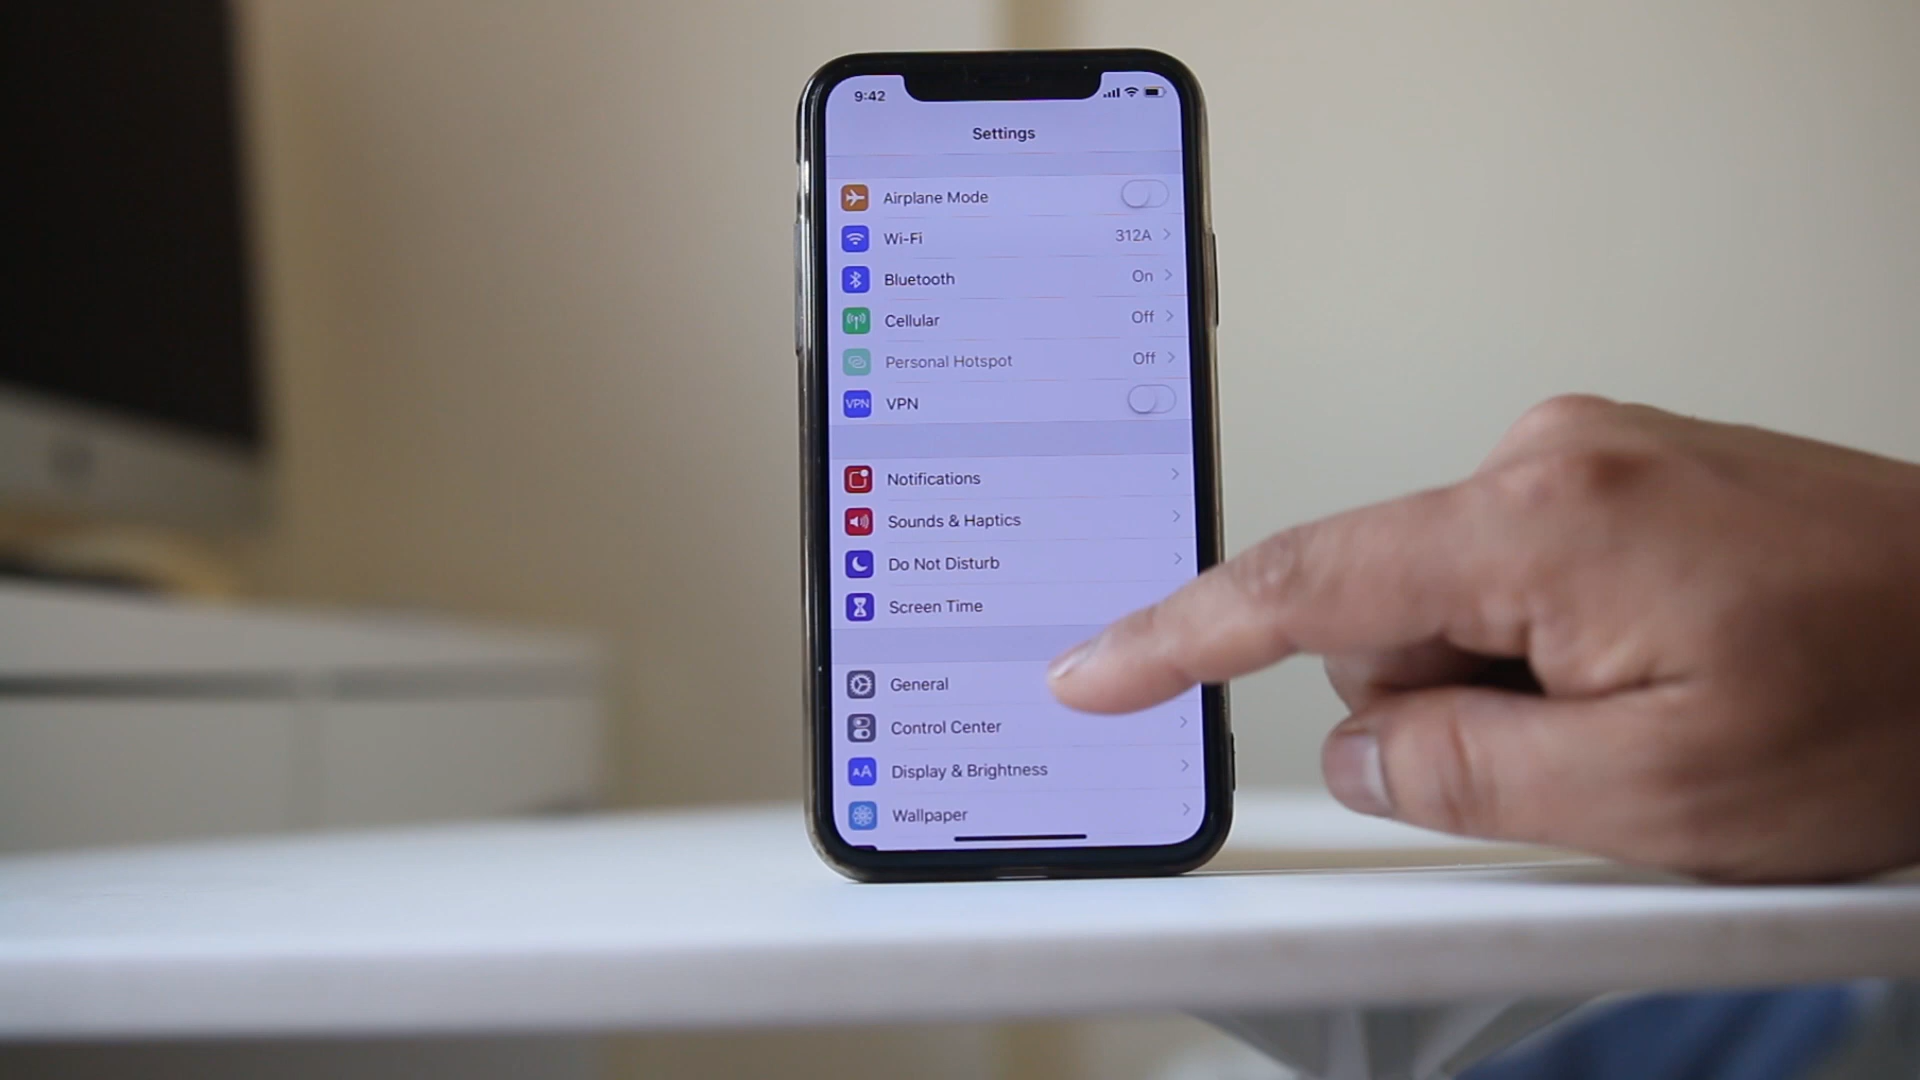 9:42
Settings
Airplane Mode
Wi-Fi 312A
Bluetooth On
Cellular Off
Personal Hotspot Off
VPN VPN
Notifications
Sounds & Haptics
Do Not Disturb
Screen Time
General
Control Center
AA Display & Brightness
Wallpaper